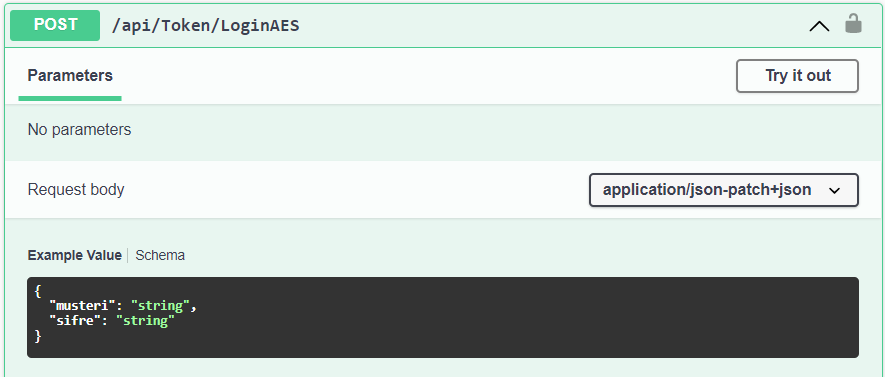 POST /api/Token/LoginAES
Parameters Try it out
No parameters
Request body application/json-patch+json
Example Value Schema
{
  "musteri": "string",
  "sifre": "string"
}